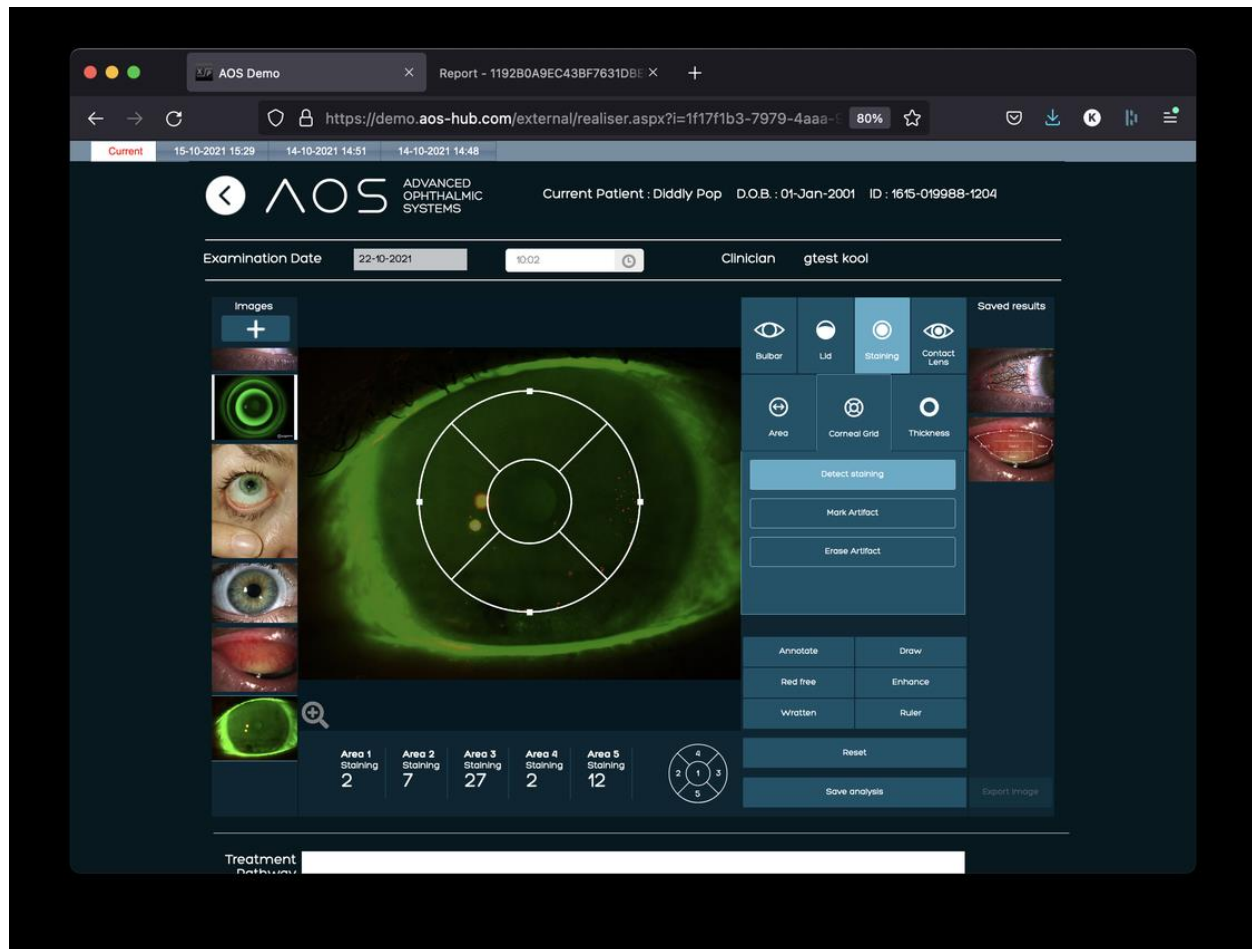 AOS Demo
Report - 1192B0A9EC43BF7631DBE
https://demo.aos-hub.com/external/realiser.aspx?i=1f17f1b3-7979-4aaa-
80%
K
Current 15-10-2021 15:29 14-10-2021 14:51 14-10-2021 14:48
AOS
ADVANCED
OPHTHALMIC
SYSTEMS
Current Patient : Diddly Pop D.O.B. : 01-Jan-2001 ID : 1615-019988-1204
Examination Date 22-10-2021 10:02 Clinician gtest kool
Images
Saved results
Bulbar Lid Staining Contact Lens
Area Corneal Grid Thickness
Detect staining
Mark Artifact
Erase Artifact
Annotate Draw
Red free Enhance
Wratten Ruler
Reset
Save analysis
Export Image
Area 1 Staining 2
Area 2 Staining 7
Area 3 Staining 27
Area 4 Staining 2
Area 5 Staining 12
4
2 1 3
5
Treatment
Pathway